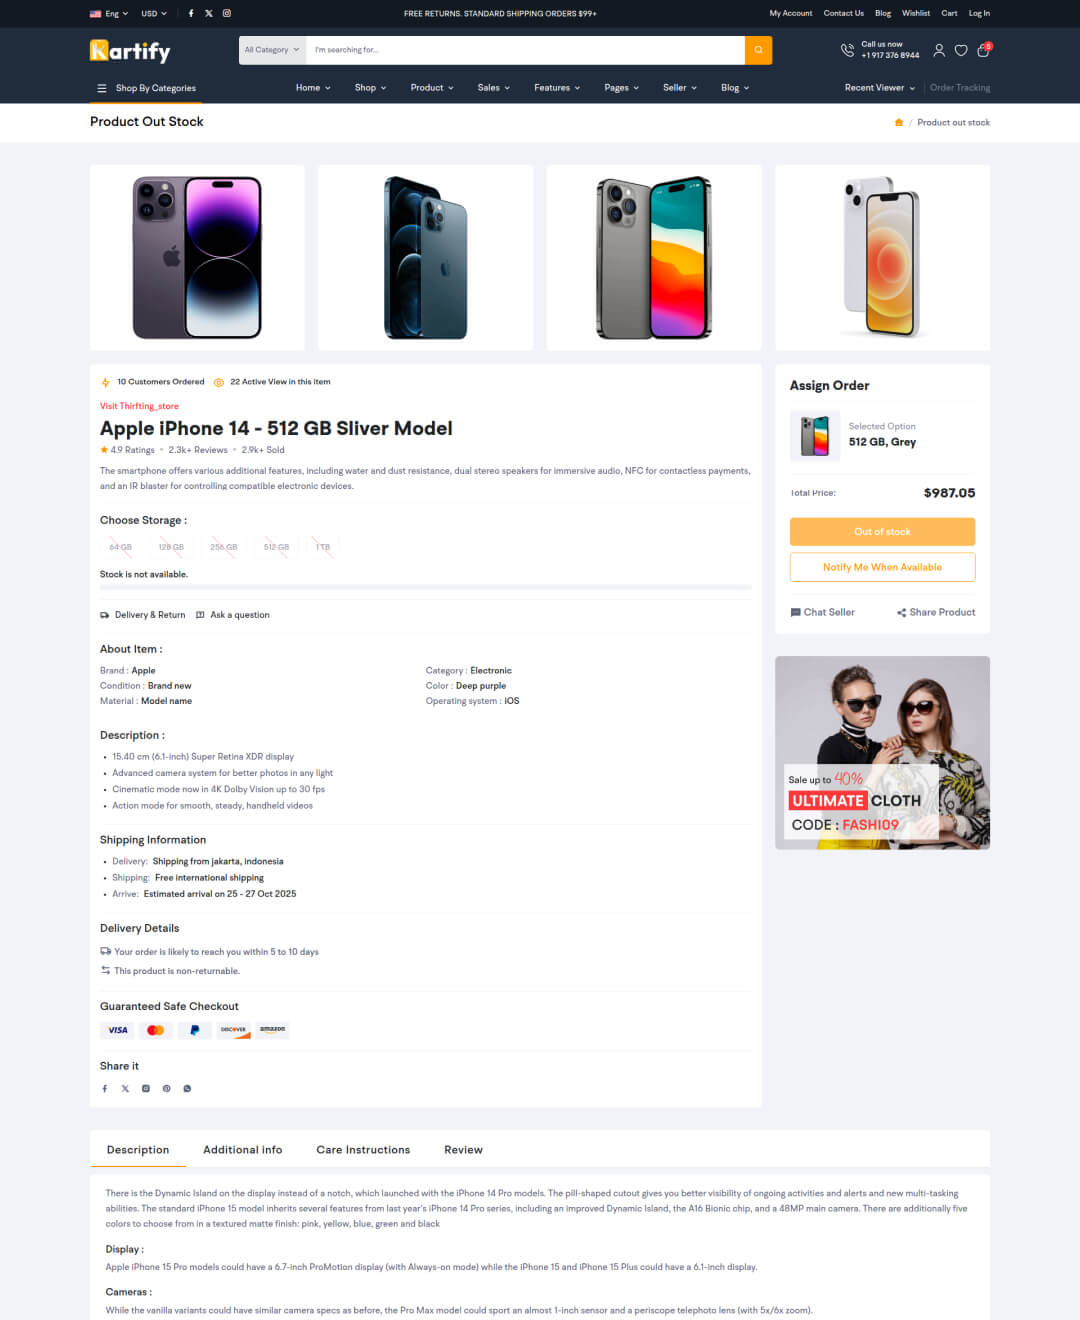 Eng
USD
FREE RETURNS. STANDARD SHIPPING ORDERS $99+
My Account
Contact Us
Blog
Wishlist
Cart
Log In
Kartify
All Category
I'm searching for...
Call us now
+1 917 376 8944
5
Shop By Categories
Home
Shop
Product
Sales
Features
Pages
Seller
Blog
Recent Viewer
Order Tracking
Product Out Stock
/ Product out stock
10 Customers Ordered
22 Active View in this item
Visit Thirfting_store
Apple iPhone 14 - 512 GB Sliver Model
4.9 Ratings • 2.3k+ Reviews • 2.9k+ Sold
The smartphone offers various additional features, including water and dust resistance, dual stereo speakers for immersive audio, NFC for contactless payments,
and an IR blaster for controlling compatible electronic devices.
Choose Storage :
64 GB
128 GB
256 GB
512 GB
1 TB
Stock is not available.
Delivery & Return
Ask a question
About Item :
Brand : Apple
Category : Electronic
Condition : Brand new
Color : Deep purple
Material : Model name
Operating system : iOS
Description :
• 15.40 cm (6.1-inch) Super Retina XDR display
• Advanced camera system for better photos in any light
• Cinematic mode now in 4K Dolby Vision up to 30 fps
• Action mode for smooth, steady, handheld videos
Shipping Information
• Delivery: Shipping from jakarta, indonesia
• Shipping: Free international shipping
• Arrive: Estimated arrival on 25 - 27 Oct 2025
Delivery Details
Your order is likely to reach you within 5 to 10 days
This product is non-returnable.
Guaranteed Safe Checkout
VISA
DISCOVER
amazon
Share it
Assign Order
Selected Option
512 GB, Grey
Total Price:
$987.05
Out of stock
Notify Me When Available
Chat Seller
Share Product
Sale up to 40%
ULTIMATE CLOTH
CODE : FASHI09
Description
Additional info
Care Instructions
Review
There is the Dynamic Island on the display instead of a notch, which launched with the iPhone 14 Pro models. The pill-shaped cutout gives you better visibility of ongoing activities and alerts and new multi-tasking
abilities. The standard iPhone 15 model inherits several features from last year's iPhone 14 Pro series, including an improved Dynamic Island, the A16 Bionic chip, and a 48MP main camera. There are additionally five
colors to choose from in a textured matte finish: pink, yellow, blue, green and black
Display :
Apple iPhone 15 Pro models could have a 6.7-inch ProMotion display (with Always-on mode) while the iPhone 15 and iPhone 15 Plus could have a 6.1-inch display.
Cameras :
While the vanilla variants could have similar camera specs as before, the Pro Max model could sport an almost 1-inch sensor and a periscope telephoto lens (with 5x/6x zoom).